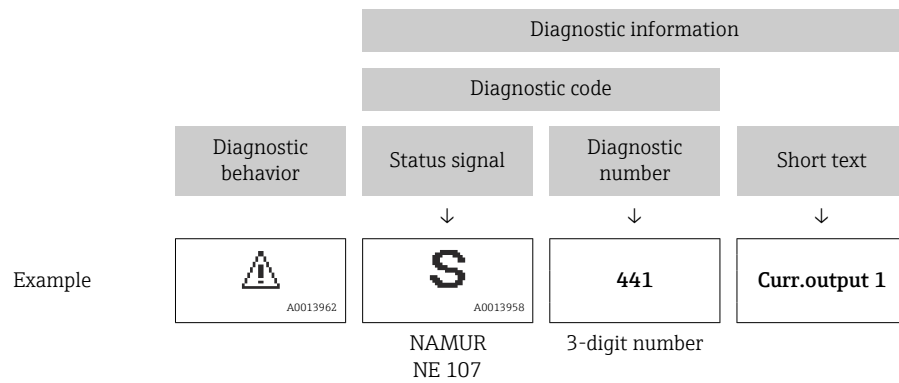 Diagnostic information
Diagnostic code
Diagnostic
behavior
Status signal
Diagnostic
number
Short text
↓
↓
↓
Example
A0013962
S
A0013958
441
Curr.output 1
NAMUR
NE 107
3-digit number